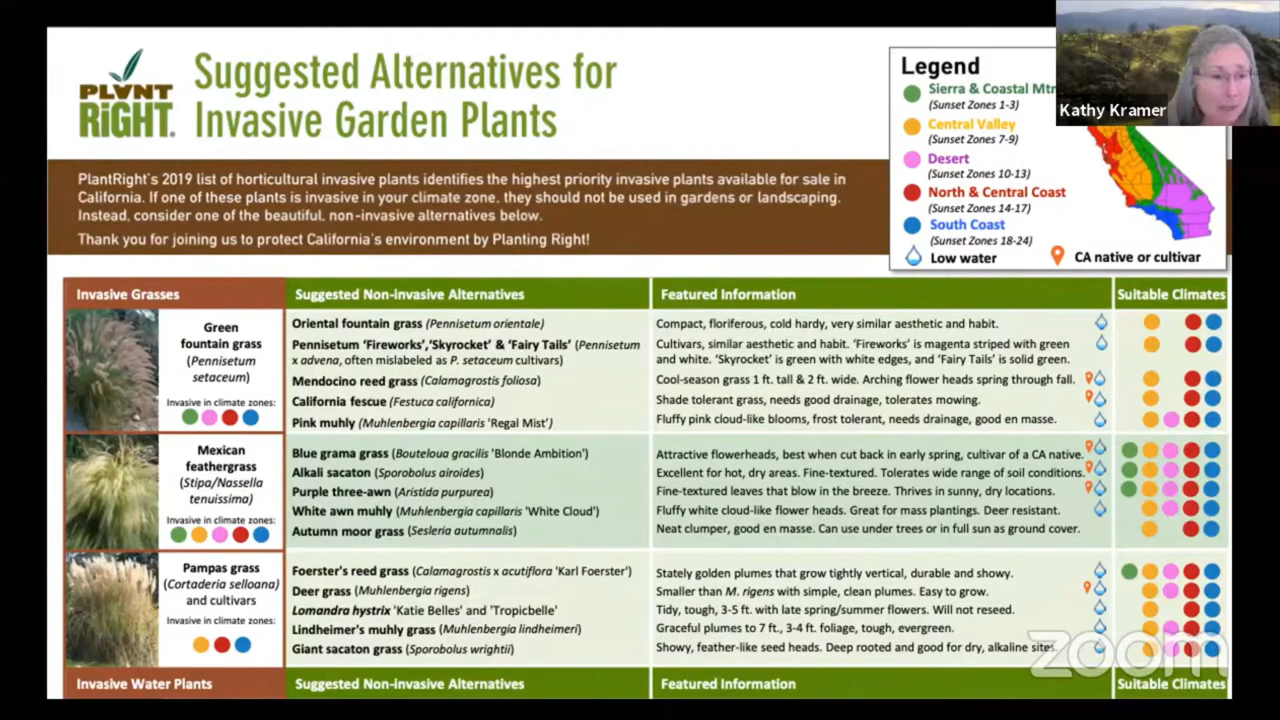 PLANT
RiGHT.
Suggested Alternatives for
Invasive Garden Plants
PlantRight's 2019 list of horticultural invasive plants identifies the highest priority invasive plants available for sale in
California. If one of these plants is invasive in your climate zone, they should not be used in gardens or landscaping.
Instead, consider one of the beautiful, non-invasive alternatives below.
Thank you for joining us to protect California's environment by Planting Right!
Legend
Sierra & Coastal Mtn
(Sunset Zones 1-3)
Central Valley
(Sunset Zones 7-9)
Desert
(Sunset Zones 10-13)
North & Central Coast
(Sunset Zones 14-17)
South Coast
(Sunset Zones 18-24)
Low water
CA native or cultivar
Kathy Kramer
Invasive Grasses
Suggested Non-invasive Alternatives
Featured Information
Suitable Climates
Green
fountain grass
(Pennisetum
setaceum)
Invasive in climate zones:
Oriental fountain grass (Pennisetum orientale)
Compact, floriferous, cold hardy, very similar aesthetic and habit.
Pennisetum 'Fireworks','Skyrocket' & 'Fairy Tails' (Pennisetum
x advena, often mislabeled as P. setaceum cultivars)
Cultivars, similar aesthetic and habit. 'Fireworks' is magenta striped with green
and white. 'Skyrocket' is green with white edges, and 'Fairy Tails' is solid green.
Mendocino reed grass (Calamagrostis foliosa)
Cool-season grass 1 ft. tall & 2 ft. wide. Arching flower heads spring through fall.
California fescue (Festuca californica)
Shade tolerant grass, needs good drainage, tolerates mowing.
Pink muhly (Muhlenbergia capillaris 'Regal Mist')
Fluffy pink cloud-like blooms, frost tolerant, needs drainage, good en masse.
Mexican
feathergrass
(Stipa/Nassella
tenuissima)
Invasive in climate zones:
Blue grama grass (Bouteloua gracilis 'Blonde Ambition')
Attractive flowerheads, best when cut back in early spring, cultivar of a CA native.
Alkali sacaton (Sporobolus airoides)
Excellent for hot, dry areas. Fine-textured. Tolerates wide range of soil conditions.
Purple three-awn (Aristida purpurea)
Fine-textured leaves that blow in the breeze. Thrives in sunny, dry locations.
White awn muhly (Muhlenbergia capillaris 'White Cloud')
Fluffy white cloud-like flower heads. Great for mass plantings. Deer resistant.
Autumn moor grass (Sesleria autumnalis)
Neat clumper, good en masse. Can use under trees or in full sun as ground cover.
Pampas grass
(Cortaderia selloana)
and cultivars
Invasive in climate zones:
Foerster's reed grass (Calamagrostis x acutiflora 'Karl Foerster')
Stately golden plumes that grow tightly vertical, durable and showy.
Deer grass (Muhlenbergia rigens)
Smaller than M. rigens with simple, clean plumes. Easy to grow.
Lomandra hystrix 'Katie Belles' and 'Tropicbelle'
Tidy, tough, 3-5 ft. with late spring/summer flowers. Will not reseed.
Lindheimer's muhly grass (Muhlenbergia lindheimeri)
Graceful plumes to 7 ft., 3-4 ft. foliage, tough, evergreen.
Giant sacaton grass (Sporobolus wrightii)
Showy, feather-like seed heads. Deep rooted and good for dry, alkaline sites.
zoom
Invasive Water Plants
Suggested Non-invasive Alternatives
Featured Information
Suitable Climates